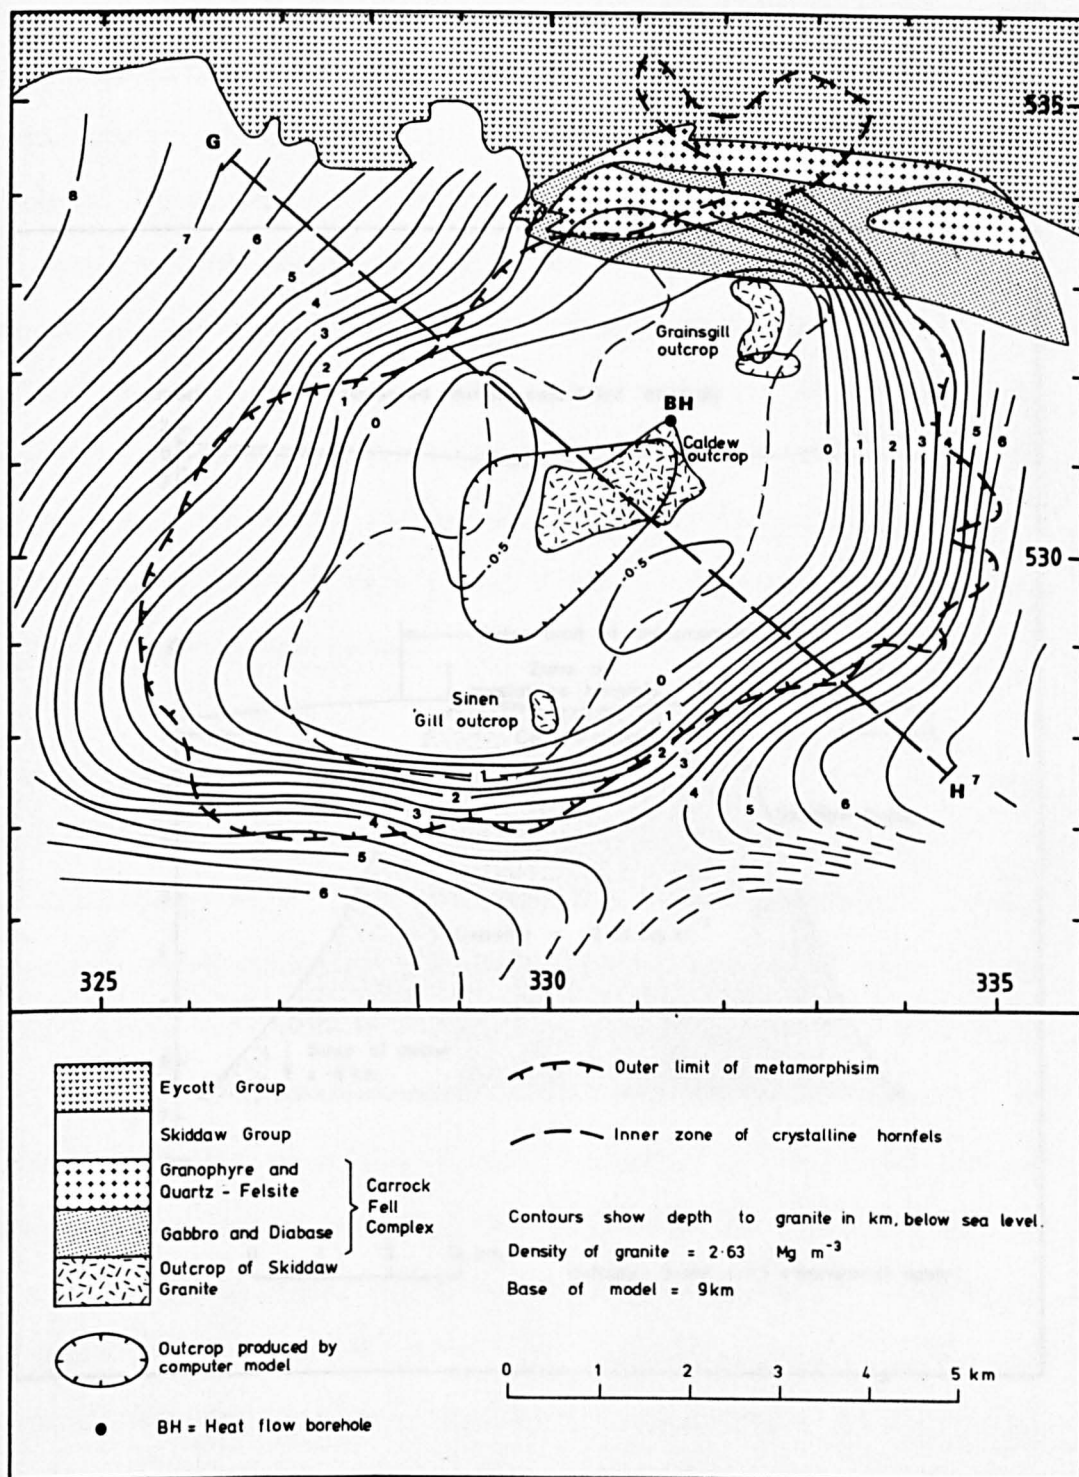 535
G
8
7
6
5
4
3
2
1
0
Grainsgill
outcrop
BH
Caldew
outcrop
0 1 2 3 4 5 6
-0.5
-0.5
530
Sinen
Gill outcrop
0
1
2
3
4
5
6
H 7
1
2
3
4
5
6
325
330
335
Eycott Group
Skiddaw Group
Granophyre and
Quartz - Felsite
Gabbro and Diabase
Carrock
Fell
Complex
Outcrop of Skiddaw
Granite
Outcrop produced by
computer model
BH = Heat flow borehole
Outer limit of metamorphisim
Inner zone of crystalline hornfels
Contours show depth to granite in km. below sea level.
Density of granite = 2·63 Mg m⁻³
Base of model = 9km
0 1 2 3 4 5 km